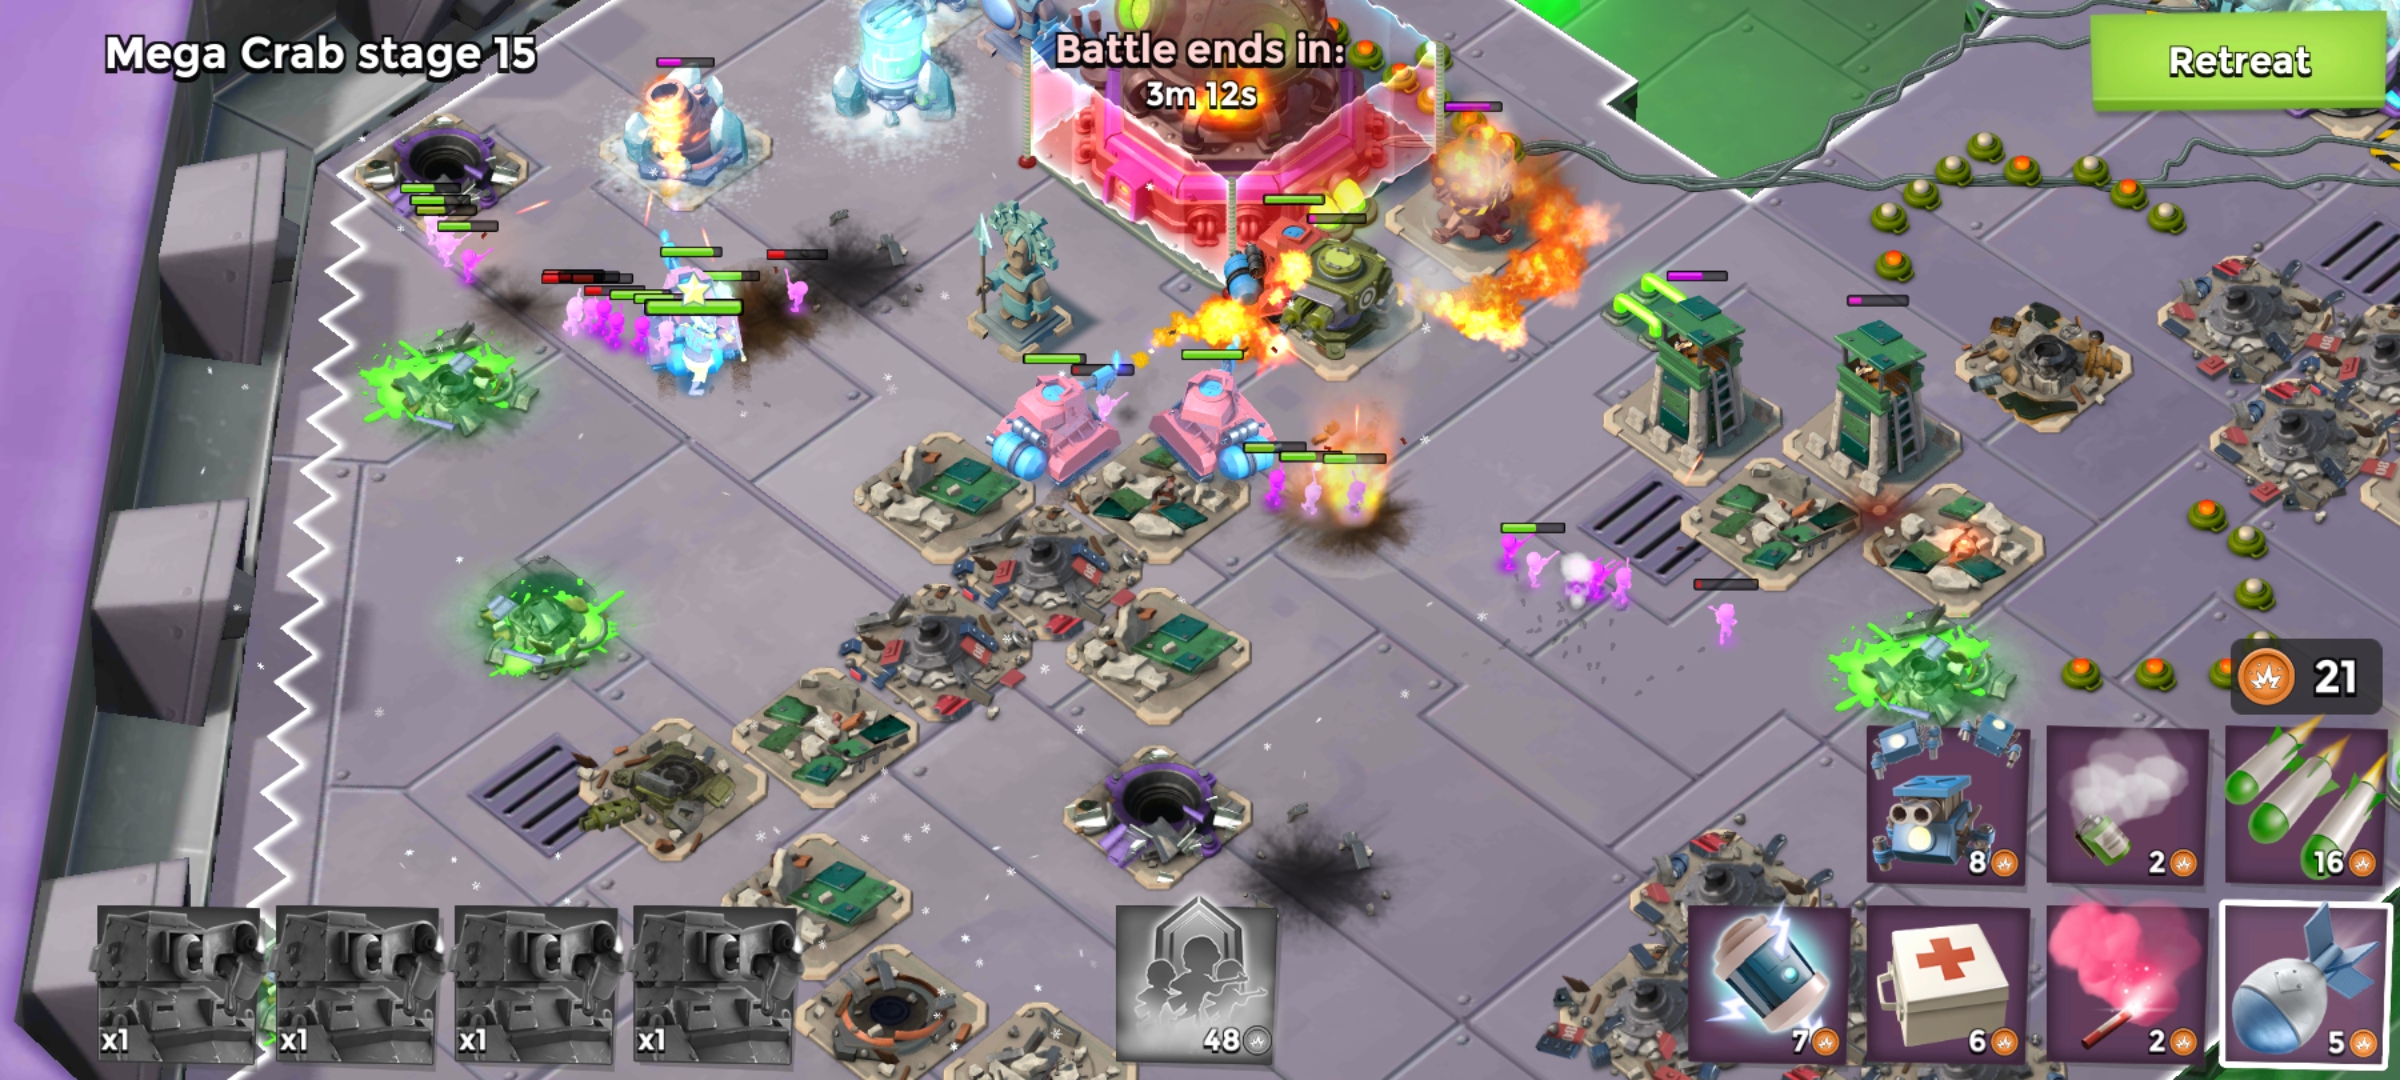 Mega Crab stage 15
Battle ends in:
3m 12s
Retreat
21
8
2
16
x1
x1
x1
x1
48
7
6
2
5